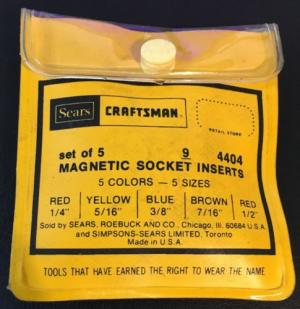 Sears CRAFTSMAN
RETAIL STORE
set of 5 9 4404
MAGNETIC SOCKET INSERTS
5 COLORS — 5 SIZES
RED YELLOW BLUE BROWN RED
1/4" 5/16" 3/8" 7/16" 1/2"
Sold by SEARS, ROEBUCK AND CO., Chicago, Ill. 60684 U.S.A.
and SIMPSONS-SEARS LIMITED, Toronto
Made in U.S.A.
TOOLS THAT HAVE EARNED THE RIGHT TO WEAR THE NAME